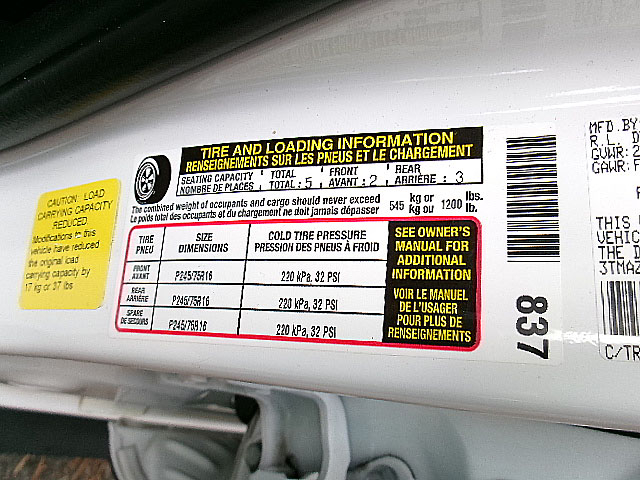 TIRE AND LOADING INFORMATION
RENSEIGNEMENTS SUR LES PNEUS ET LE CHARGEMENT
SEATING CAPACITY TOTAL FRONT REAR
NOMBRE DE PLACES TOTAL: 5 AVANT: 2 ARRIÈRE: 3
The combined weight of occupants and cargo should never exceed 545 kg or 1200 lbs.
Le poids total des occupants et du chargement ne doit jamais dépasser kg ou lb.
TIRE SIZE COLD TIRE PRESSURE
PNEU DIMENSIONS PRESSION DES PNEUS À FROID
FRONT
AVANT P245/75R16 220 kPa, 32 PSI
REAR
ARRIÈRE P245/75R16 220 kPa, 32 PSI
SPARE
DE SECOURS P245/75R16 220 kPa, 32 PSI
SEE OWNER'S
MANUAL FOR
ADDITIONAL
INFORMATION
VOIR LE MANUEL
DE L'USAGER
POUR PLUS DE
RENSEIGNEMENTS
837
CAUTION: LOAD
CARRYING CAPACITY
REDUCED
Modifications to this
vehicle have reduced
the original load
carrying capacity by
17 kg or 37 lbs
MFD.BY
R.L. D
GVWR:2
GAWR:F
THIS
VEHIC
THE D
3TMAZ
C/TR